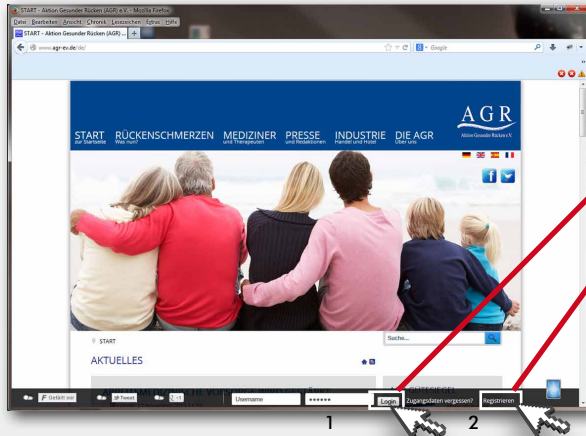 START - Aktion Gesunder Rücken (AGR) e.V. - Mozilla Firefox
Datei Bearbeiten Ansicht Chronik Lesezeichen Extras Hilfe
START - Aktion Gesunder Rücken (AGR) ... +
www.agr-ev.de/de/
Google
AGR
Aktion Gesunder Rücken e.V.
START RÜCKENSCHMERZEN MEDIZINER PRESSE INDUSTRIE DIE AGR
zur Startseite Was nun? und Therapeuten und Redaktionen Handel und Hotel Über uns
START
Suche...
AKTUELLES
Gefällt mir Tweet +1 Username •••••• Login Zugangsdaten vergessen? Registrieren
1 2